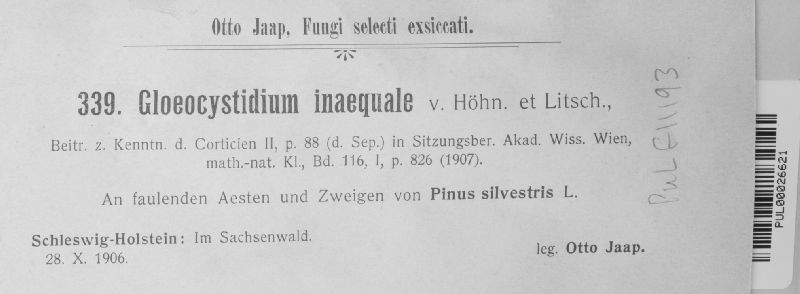 Otto Jaap, Fungi selecti exsiccati.
339. Gloeocystidium inaequale v. Höhn. et Litsch.,
Beitr. z. Kenntn. d. Corticien II, p. 88 (d. Sep.) in Sitzungsber. Akad. Wiss. Wien,
math.-nat. Kl., Bd. 116, I, p. 826 (1907).
An faulenden Aesten und Zweigen von Pinus silvestris L.
Schleswig-Holstein: Im Sachsenwald.
28. X. 1906.
leg. Otto Jaap.
PUL F11193
PUL00026621